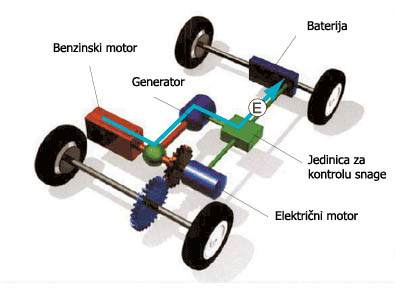 Baterija
Benzinski motor
Generator
E
Jedinica za
kontrolu snage
Električni motor